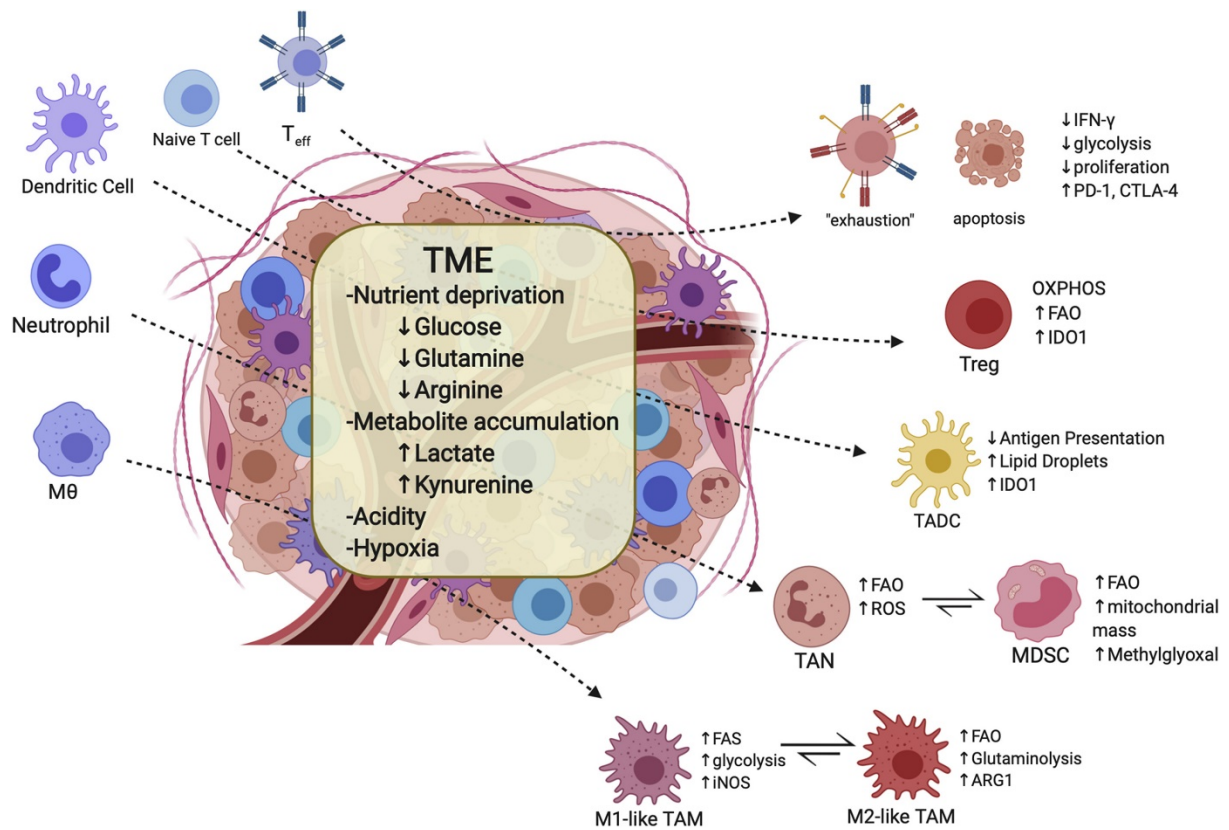 Dendritic Cell
Naive T cell
Teff
Neutrophil
Mθ
TME
-Nutrient deprivation
↓Glucose
↓Glutamine
↓Arginine
-Metabolite accumulation
↑Lactate
↑Kynurenine
-Acidity
-Hypoxia
"exhaustion"
apoptosis
↓IFN-γ
↓glycolysis
↓proliferation
↑PD-1, CTLA-4
Treg
OXPHOS
↑FAO
↑IDO1
TADC
↓Antigen Presentation
↑Lipid Droplets
↑IDO1
TAN
↑FAO
↑ROS
MDSC
↑FAO
↑mitochondrial
mass
↑Methylglyoxal
M1-like TAM
↑FAS
↑glycolysis
↑iNOS
M2-like TAM
↑FAO
↑Glutaminolysis
↑ARG1